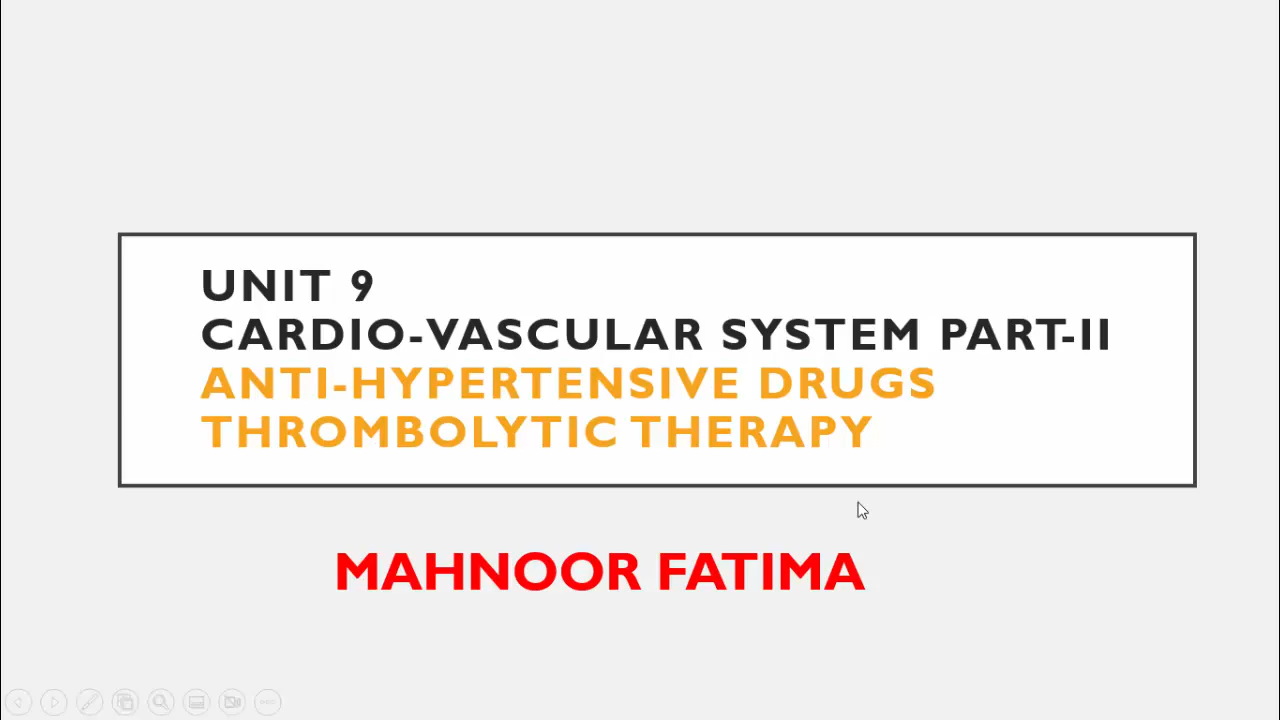 UNIT 9
CARDIO-VASCULAR SYSTEM PART-II
ANTI-HYPERTENSIVE DRUGS
THROMBOLYTIC THERAPY
MAHNOOR FATIMA